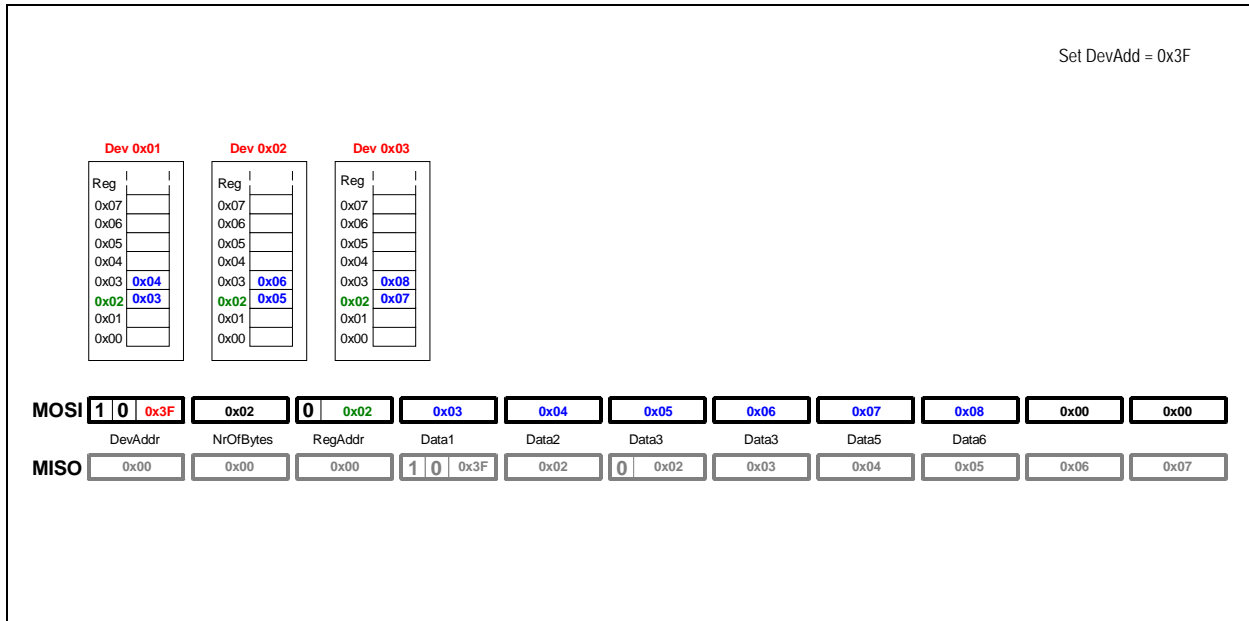 Set DevAdd = 0x3F
Dev 0x01 Dev 0x02 Dev 0x03
Reg Reg Reg
0x07 0x07 0x07
0x06 0x06 0x06
0x05 0x05 0x05
0x04 0x04 0x04
0x03 0x04 0x03 0x06 0x03 0x08
0x02 0x03 0x02 0x05 0x02 0x07
0x01 0x01 0x01
0x00 0x00 0x00
MOSI 1 0 0x3F 0x02 0 0x02 0x03 0x04 0x05 0x06 0x07 0x08 0x00 0x00
DevAddr NrOfBytes RegAddr Data1 Data2 Data3 Data3 Data5 Data6
MISO 0x00 0x00 0x00 1 0 0x3F 0x02 0 0x02 0x03 0x04 0x05 0x06 0x07